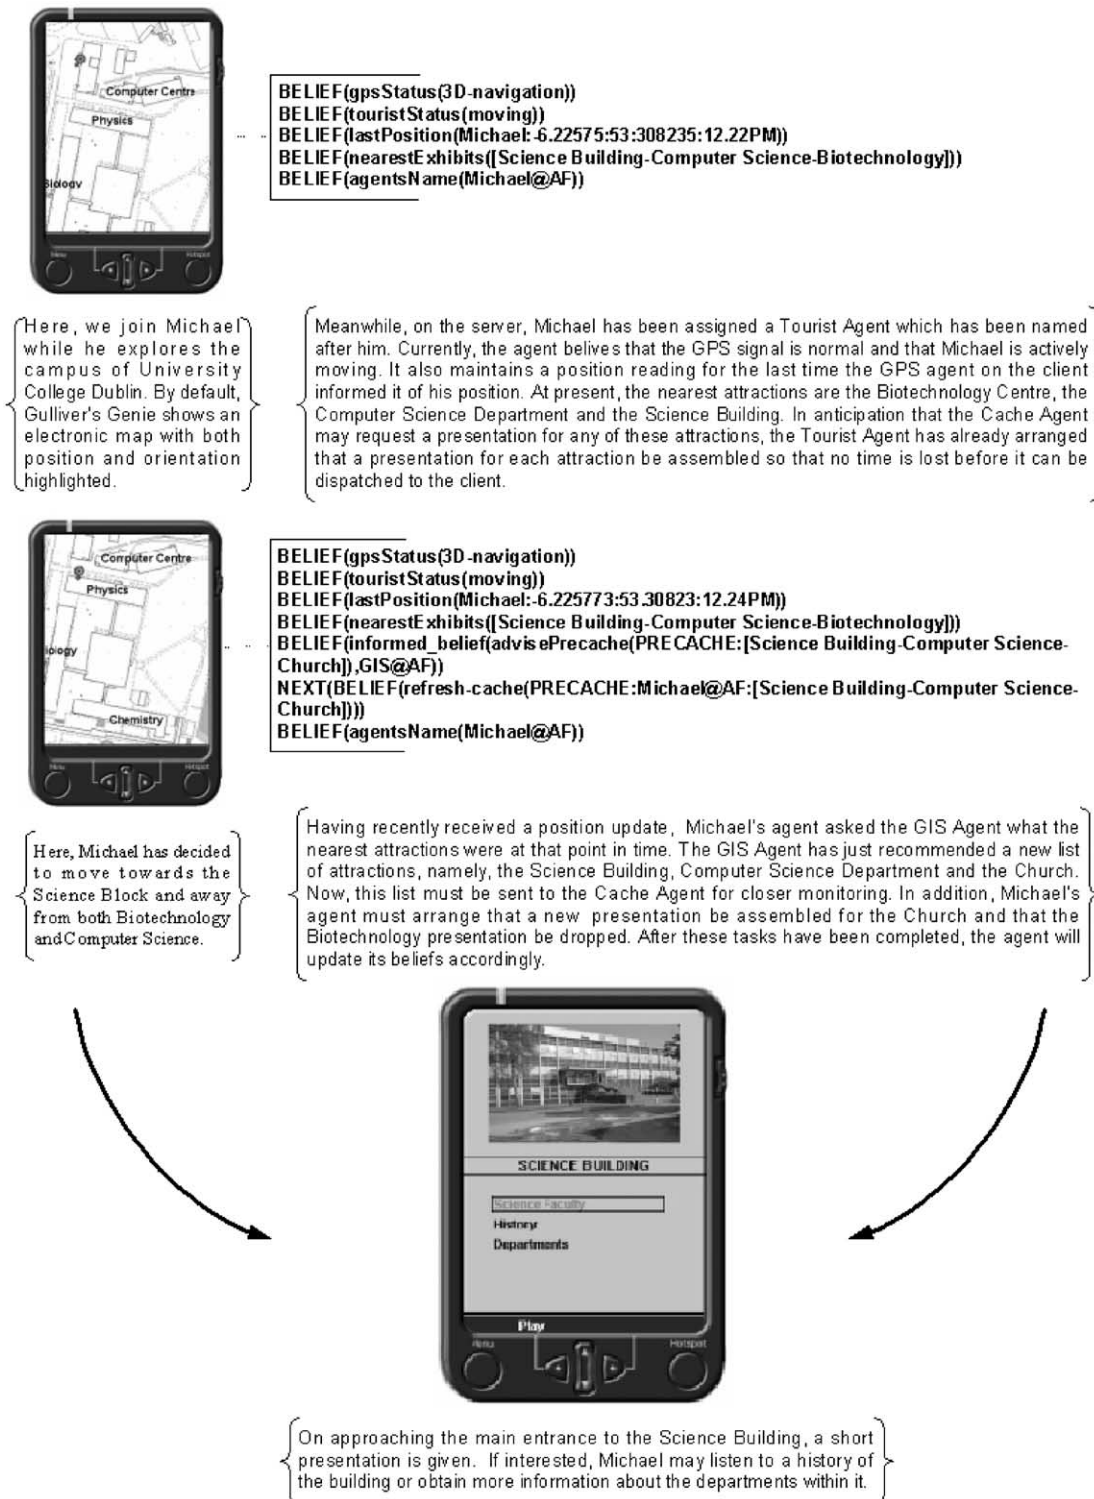 Computer Centre
Physics
Biology
Menu
Hotspot
BELIEF(gpsStatus(3D-navigation))
BELIEF(touristStatus(moving))
BELIEF(lastPosition(Michael:-6.22575:53:308235:12.22PM))
BELIEF(nearestExhibits([Science Building-Computer Science-Biotechnology]))
BELIEF(agentsName(Michael@AF))
Here, we join Michael
while he explores the
campus of University
College Dublin. By default,
Gulliver's Genie shows an
electronic map with both
position and orientation
highlighted.
Meanwhile, on the server, Michael has been assigned a Tourist Agent which has been named
after him. Currently, the agent belives that the GPS signal is normal and that Michael is actively
moving. It also maintains a position reading for the last time the GPS agent on the client
informed it of his position. At present, the nearest attractions are the Biotechnology Centre, the
Computer Science Department and the Science Building. In anticipation that the Cache Agent
may request a presentation for any of these attractions, the Tourist Agent has already arranged
that a presentation for each attraction be assembled so that no time is lost before it can be
dispatched to the client.
Computer Centre
Physics
iology
Chemistry
Menu
Hotspot
BELIEF(gpsStatus(3D-navigation))
BELIEF(touristStatus(moving))
BELIEF(lastPosition(Michael:-6.225773:53.30823:12.24PM))
BELIEF(nearestExhibits([Science Building-Computer Science-Biotechnology]))
BELIEF(informed_belief(advisePrecache(PRECACHE:[Science Building-Computer Science-
Church]),GIS@AF))
NEXT(BELIEF(refresh-cache(PRECACHE:Michael@AF:[Science Building-Computer Science-
Church])))
BELIEF(agentsName(Michael@AF))
Here, Michael has decided
to move towards the
Science Block and away
from both Biotechnology
and Computer Science.
Having recently received a position update, Michael's agent asked the GIS Agent what the
nearest attractions were at that point in time. The GIS Agent has just recommended a new list
of attractions, namely, the Science Building, Computer Science Department and the Church.
Now, this list must be sent to the Cache Agent for closer monitoring. In addition, Michael's
agent must arrange that a new presentation be assembled for the Church and that the
Biotechnology presentation be dropped. After these tasks have been completed, the agent will
update its beliefs accordingly.
SCIENCE BUILDING
Science Faculty
History
Departments
Play
Menu
Hotspot
On approaching the main entrance to the Science Building, a short
presentation is given. If interested, Michael may listen to a history of
the building or obtain more information about the departments within it.